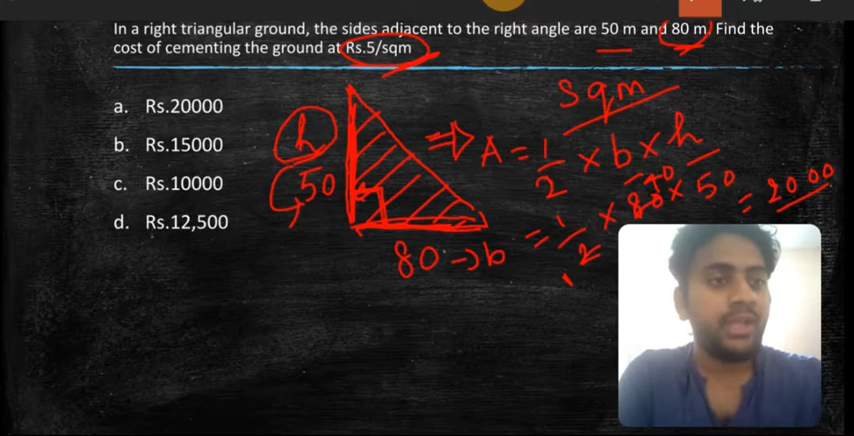 In a right triangular ground, the sides adjacent to the right angle are 50 m and 80 m. Find the
cost of cementing the ground at Rs.5/sqm
a. Rs.20000
b. Rs.15000
c. Rs.10000
d. Rs.12,500
sqm
h
50
80 → b
⇒ A = 1/2 × b × h
= 1/2 × 80 × 50 = 2000
40
1